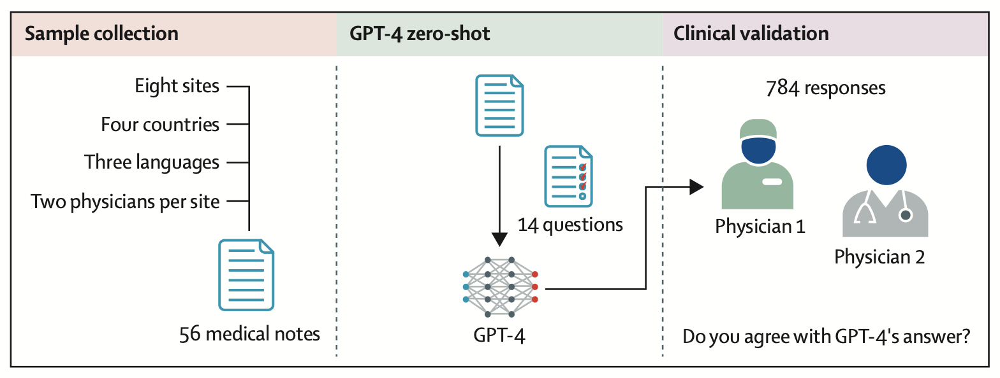 Sample collection
Eight sites
Four countries
Three languages
Two physicians per site
56 medical notes
GPT-4 zero-shot
14 questions
GPT-4
Clinical validation
784 responses
Physician 1
Physician 2
Do you agree with GPT-4's answer?